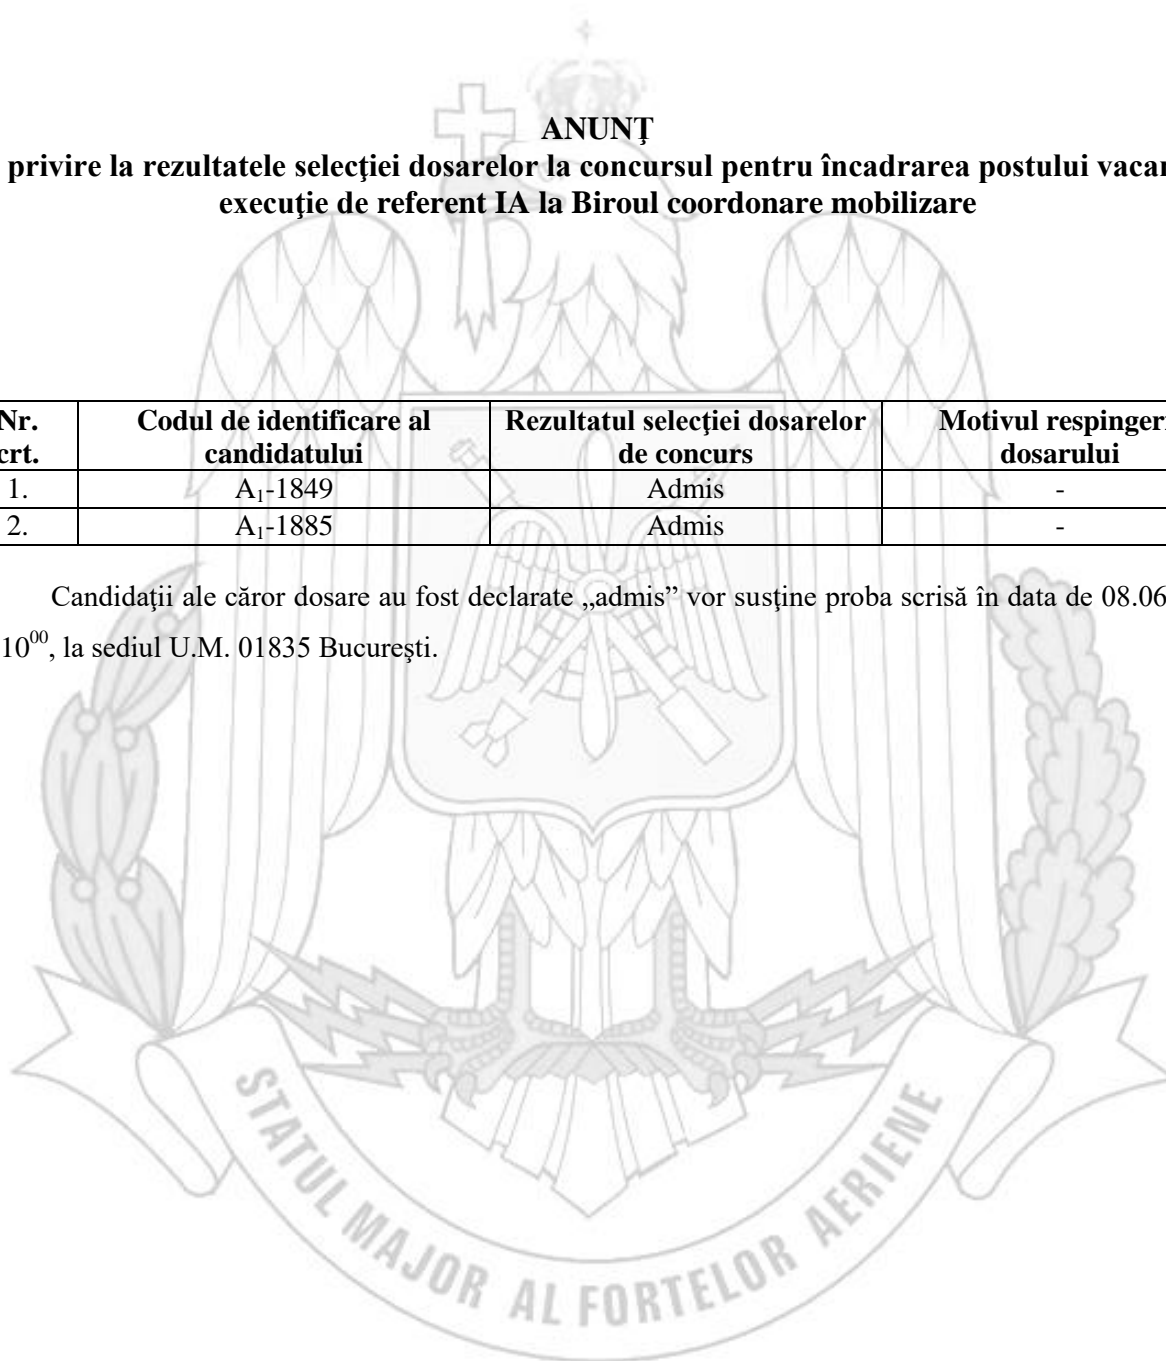 ANUNŢ
privire la rezultatele selecţiei dosarelor la concursul pentru încadrarea postului vacan
execuţie de referent IA la Biroul coordonare mobilizare
Nr. crt.
Codul de identificare al candidatului
Rezultatul selecţiei dosarelor de concurs
Motivul respinger dosarului
1. A₁-1849 Admis -
2. A₁-1885 Admis -
Candidaţii ale căror dosare au fost declarate „admis” vor susţine proba scrisă în data de 08.06
10⁰⁰, la sediul U.M. 01835 Bucureşti.
STATUL MAJOR AL FORTELOR AERIENE